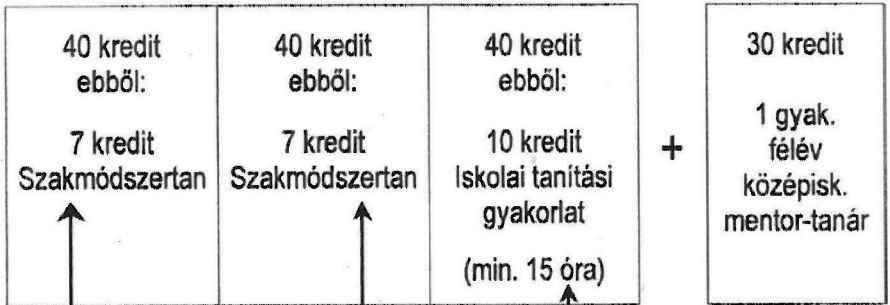 40 kredit
ebből:
7 kredit
Szakmódszertan
40 kredit
ebből:
7 kredit
Szakmódszertan
40 kredit
ebből:
10 kredit
Iskolai tanítási
gyakorlat
(min. 15 óra)
+
30 kredit
1 gyak.
félév
középisk.
mentor-tanár